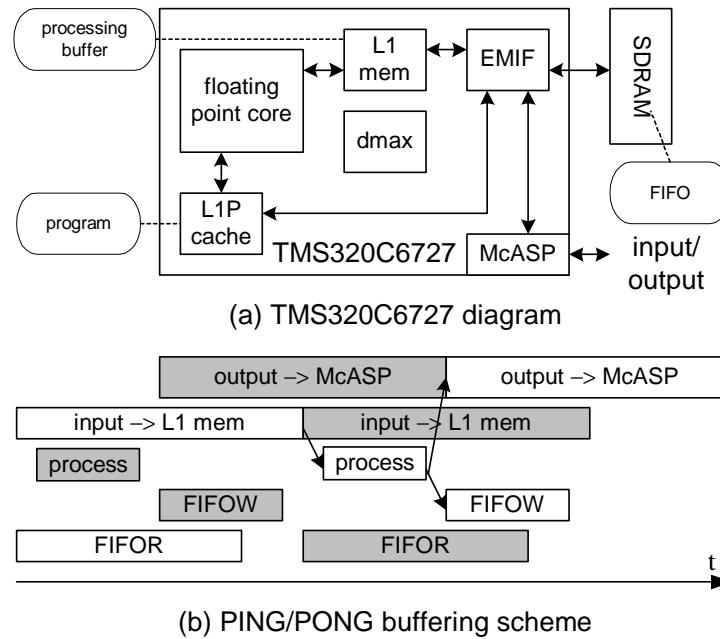 processing
buffer
L1
mem
EMIF
SDRAM
floating
point core
dmax
FIFO
program
L1P
cache
TMS320C6727
McASP
input/
output
(a) TMS320C6727 diagram
output –> McASP
output –> McASP
input –> L1 mem
input –> L1 mem
process
process
FIFOW
FIFOW
FIFOR
FIFOR
t
(b) PING/PONG buffering scheme